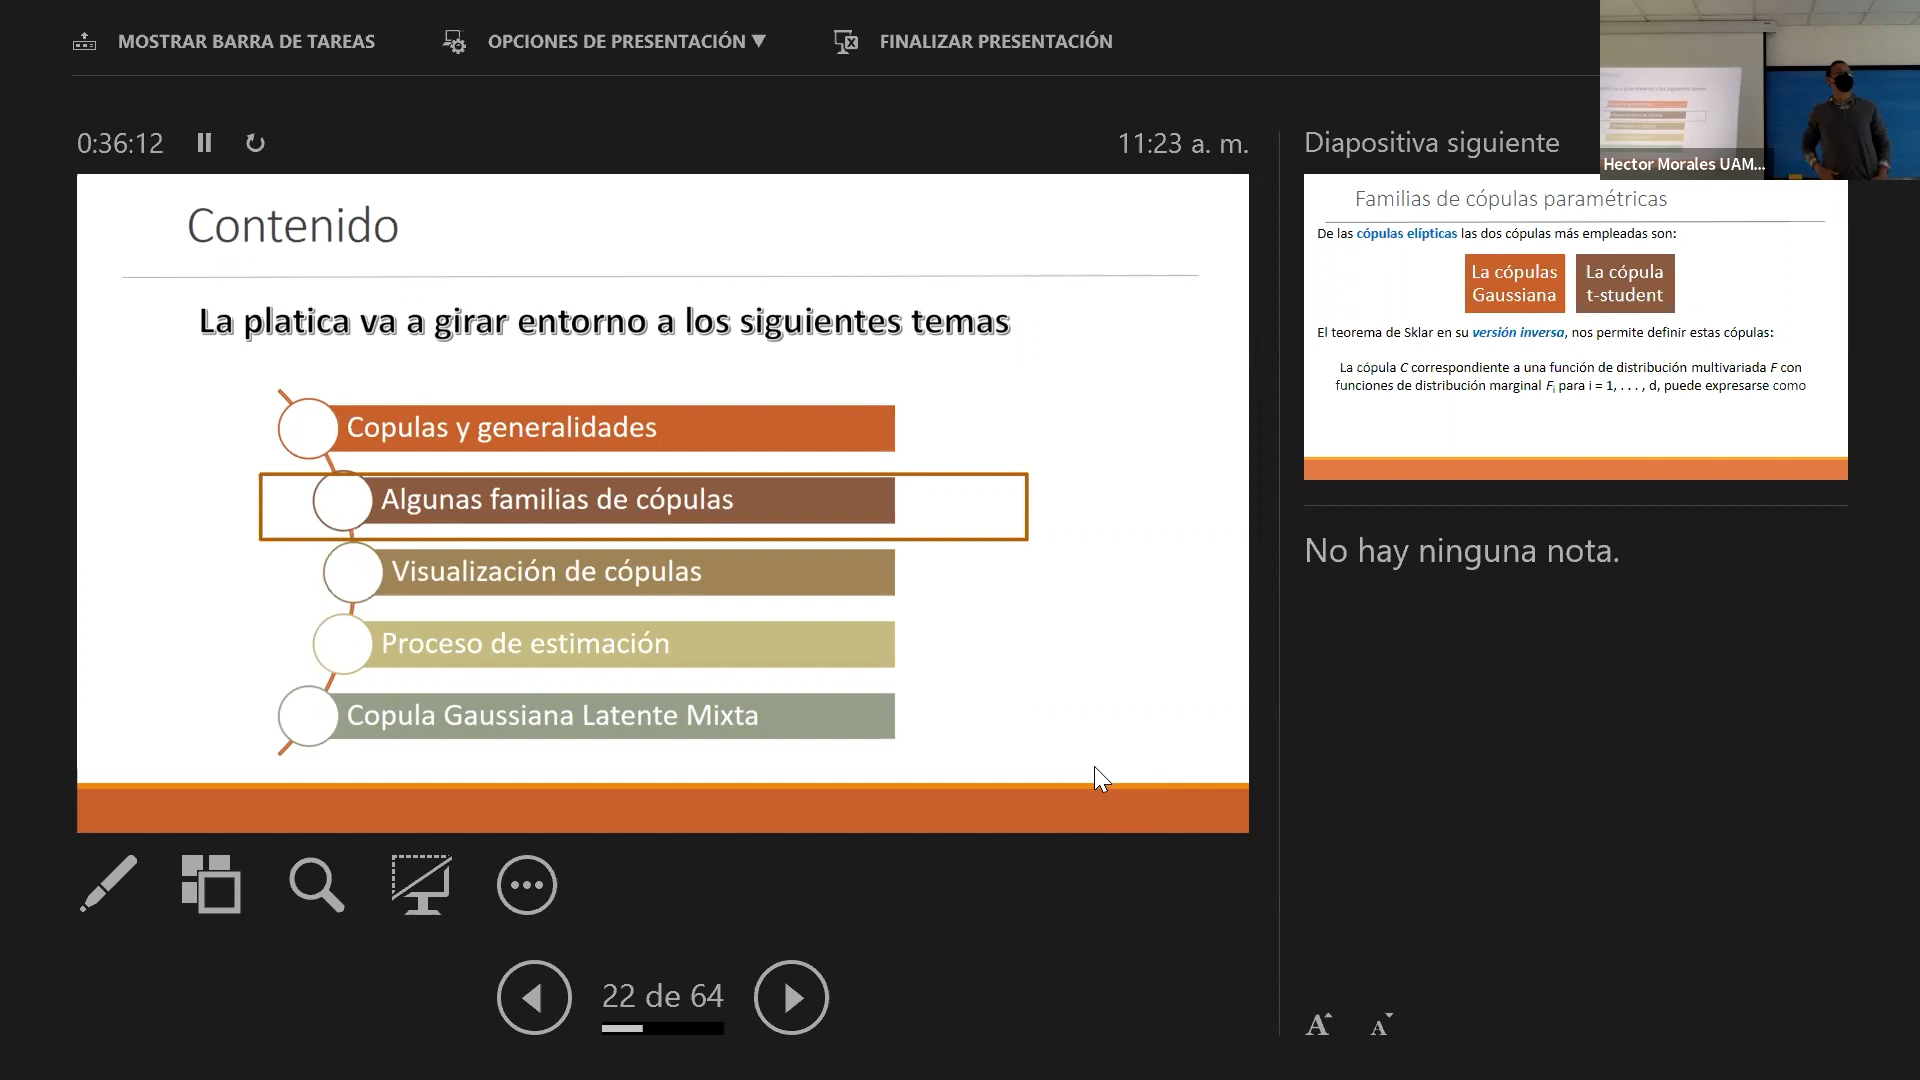 MOSTRAR BARRA DE TAREAS
OPCIONES DE PRESENTACIÓN ▼
FINALIZAR PRESENTACIÓN
0:36:12
11:23 a. m.
Contenido
La platica va a girar entorno a los siguientes temas
Copulas y generalidades
Algunas familias de cópulas
Visualización de cópulas
Proceso de estimación
Copula Gaussiana Latente Mixta
22 de 64
Hector Morales UAM...
Diapositiva siguiente
Familias de cópulas paramétricas
De las cópulas elípticas las dos cópulas más empleadas son:
La cópulas
Gaussiana
La cópula
t-student
El teorema de Sklar en su versión inversa, nos permite definir estas cópulas:
La cópula C correspondiente a una función de distribución multivariada F con
funciones de distribución marginal Fi para i = 1, . . . , d, puede expresarse como
No hay ninguna nota.
A A